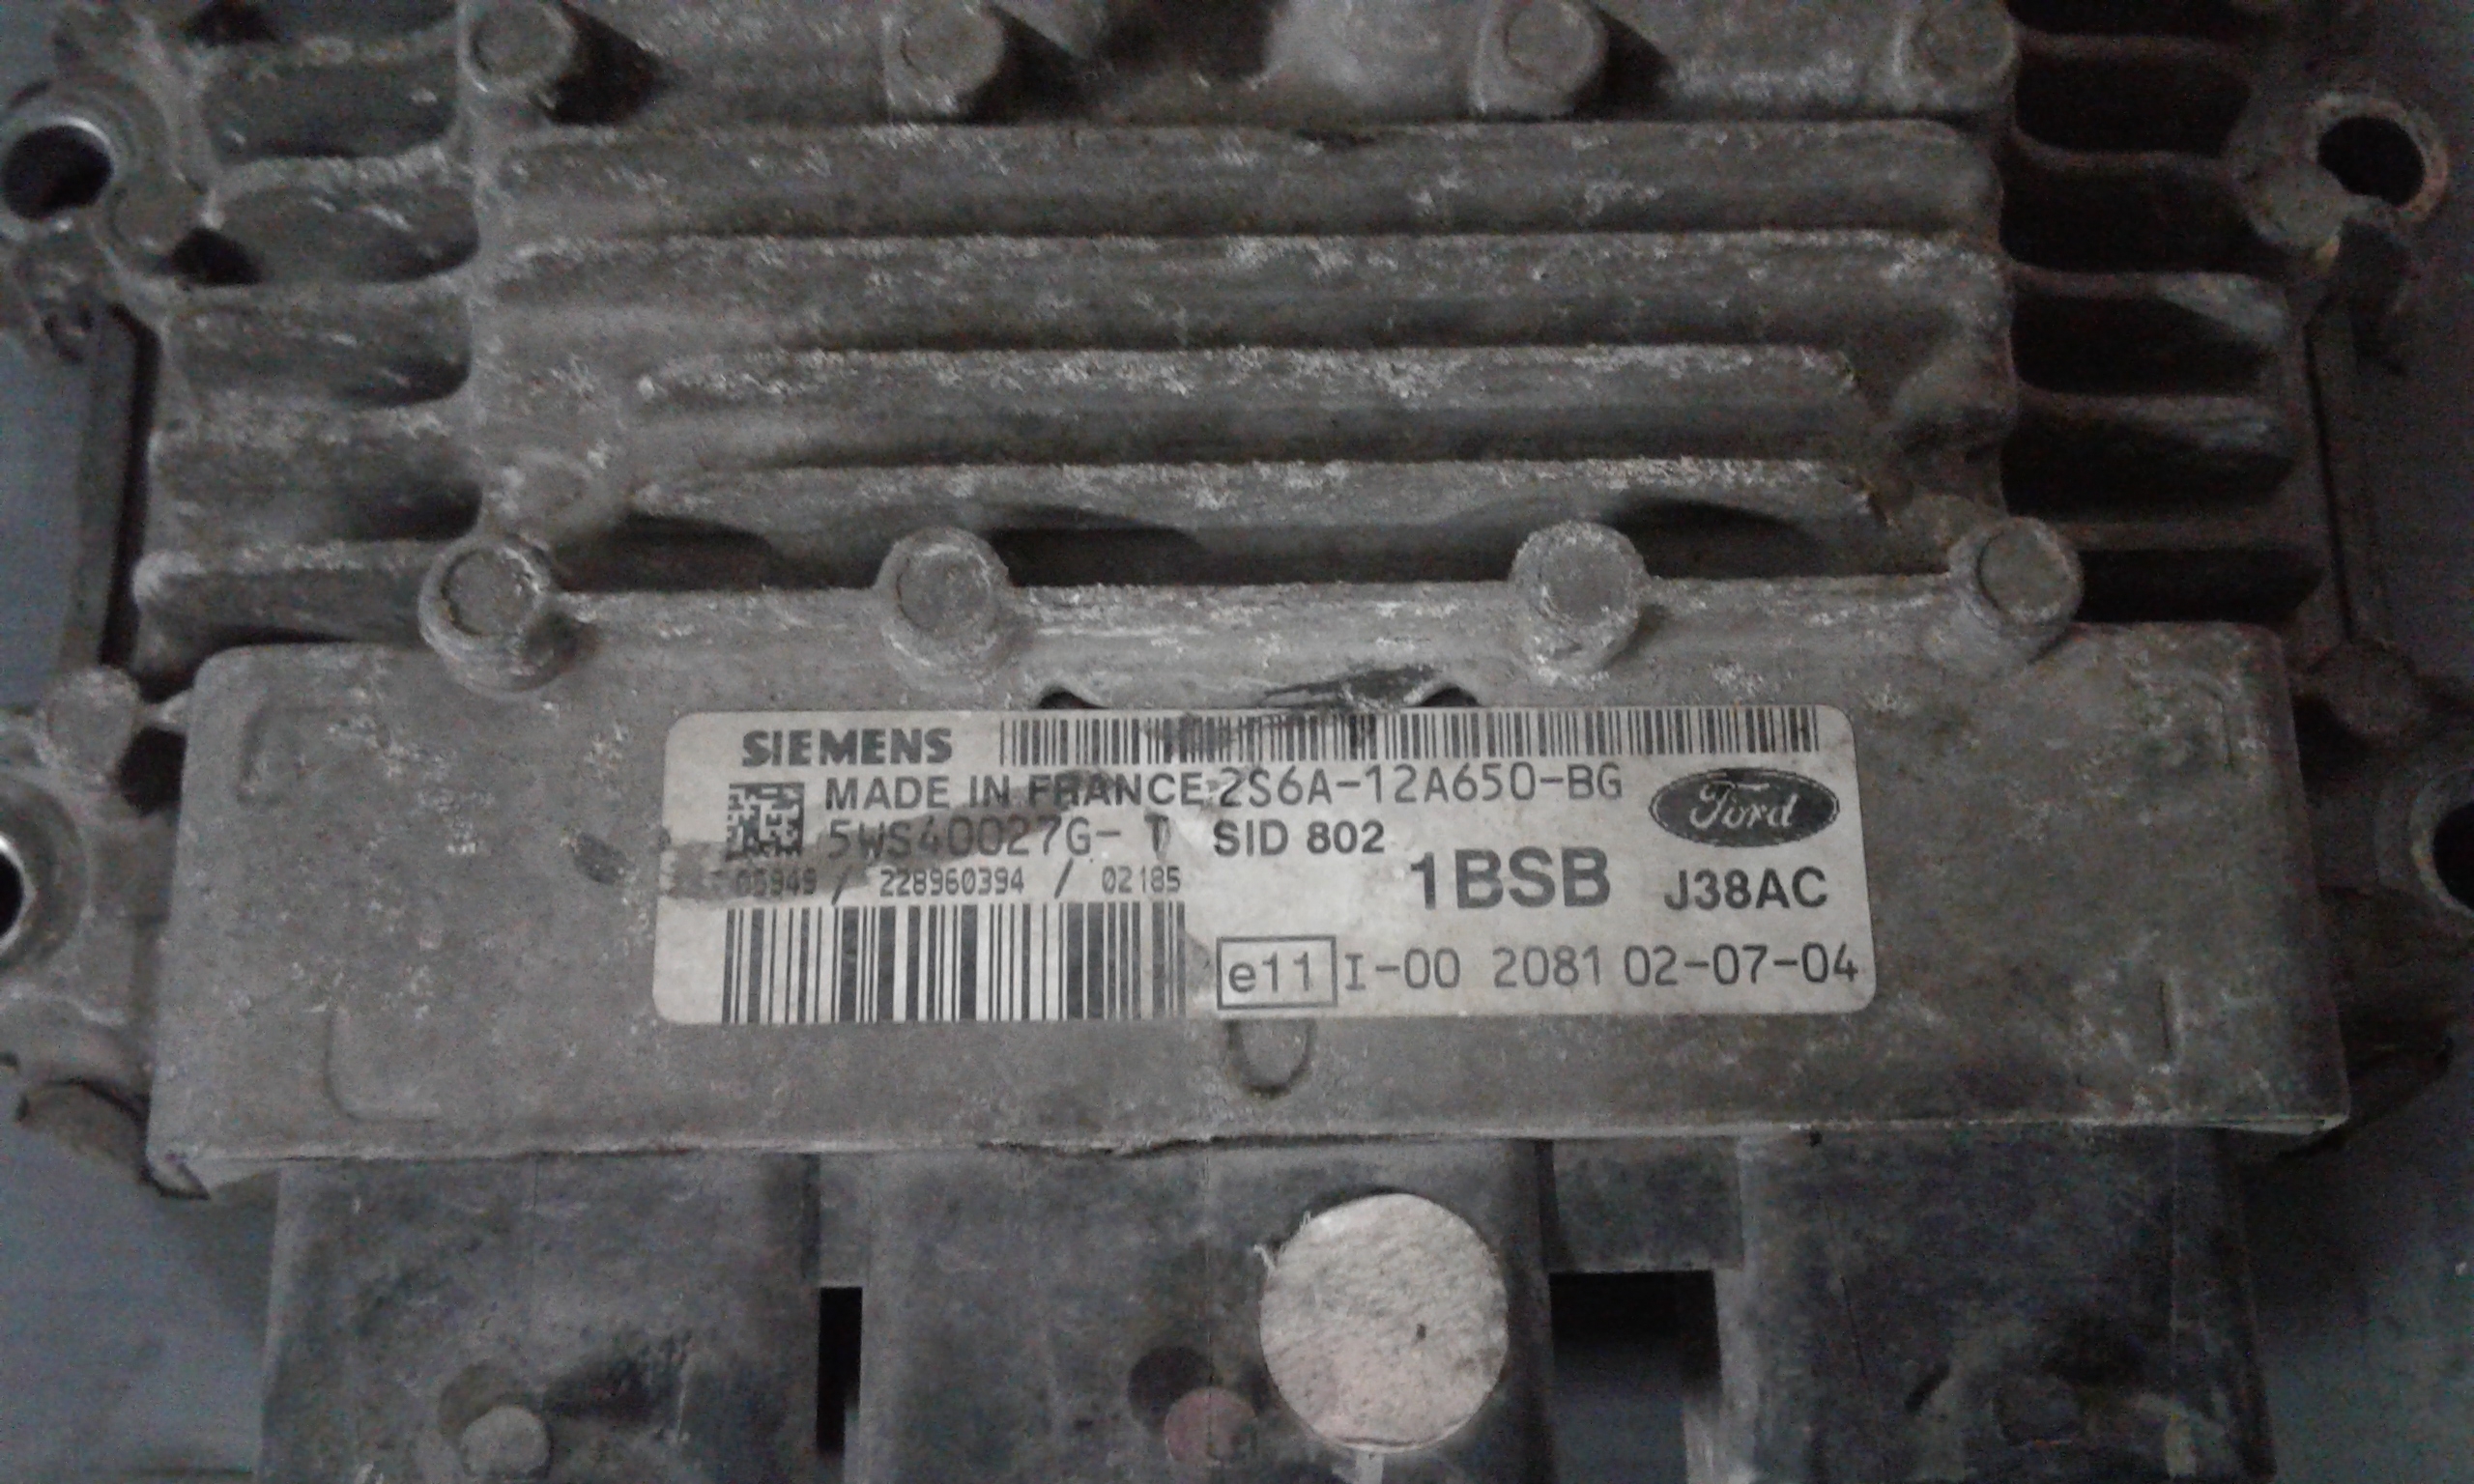 SIEMENS
MADE IN FRANCE 2S6A-12A650-BG
Ford
5WS40027G- T SID 802
1BSB J38AC
05949 / 228960394 / 02185
e11 I-00 2081 02-07-04